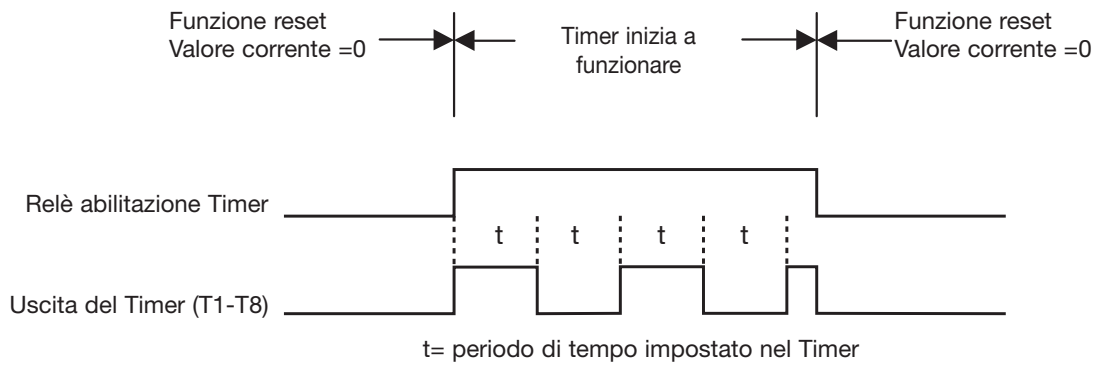 Funzione reset
Valore corrente =0
Timer inizia a
funzionare
Funzione reset
Valore corrente =0
Relè abilitazione Timer
t
t
t
t
Uscita del Timer (T1-T8)
t= periodo di tempo impostato nel Timer